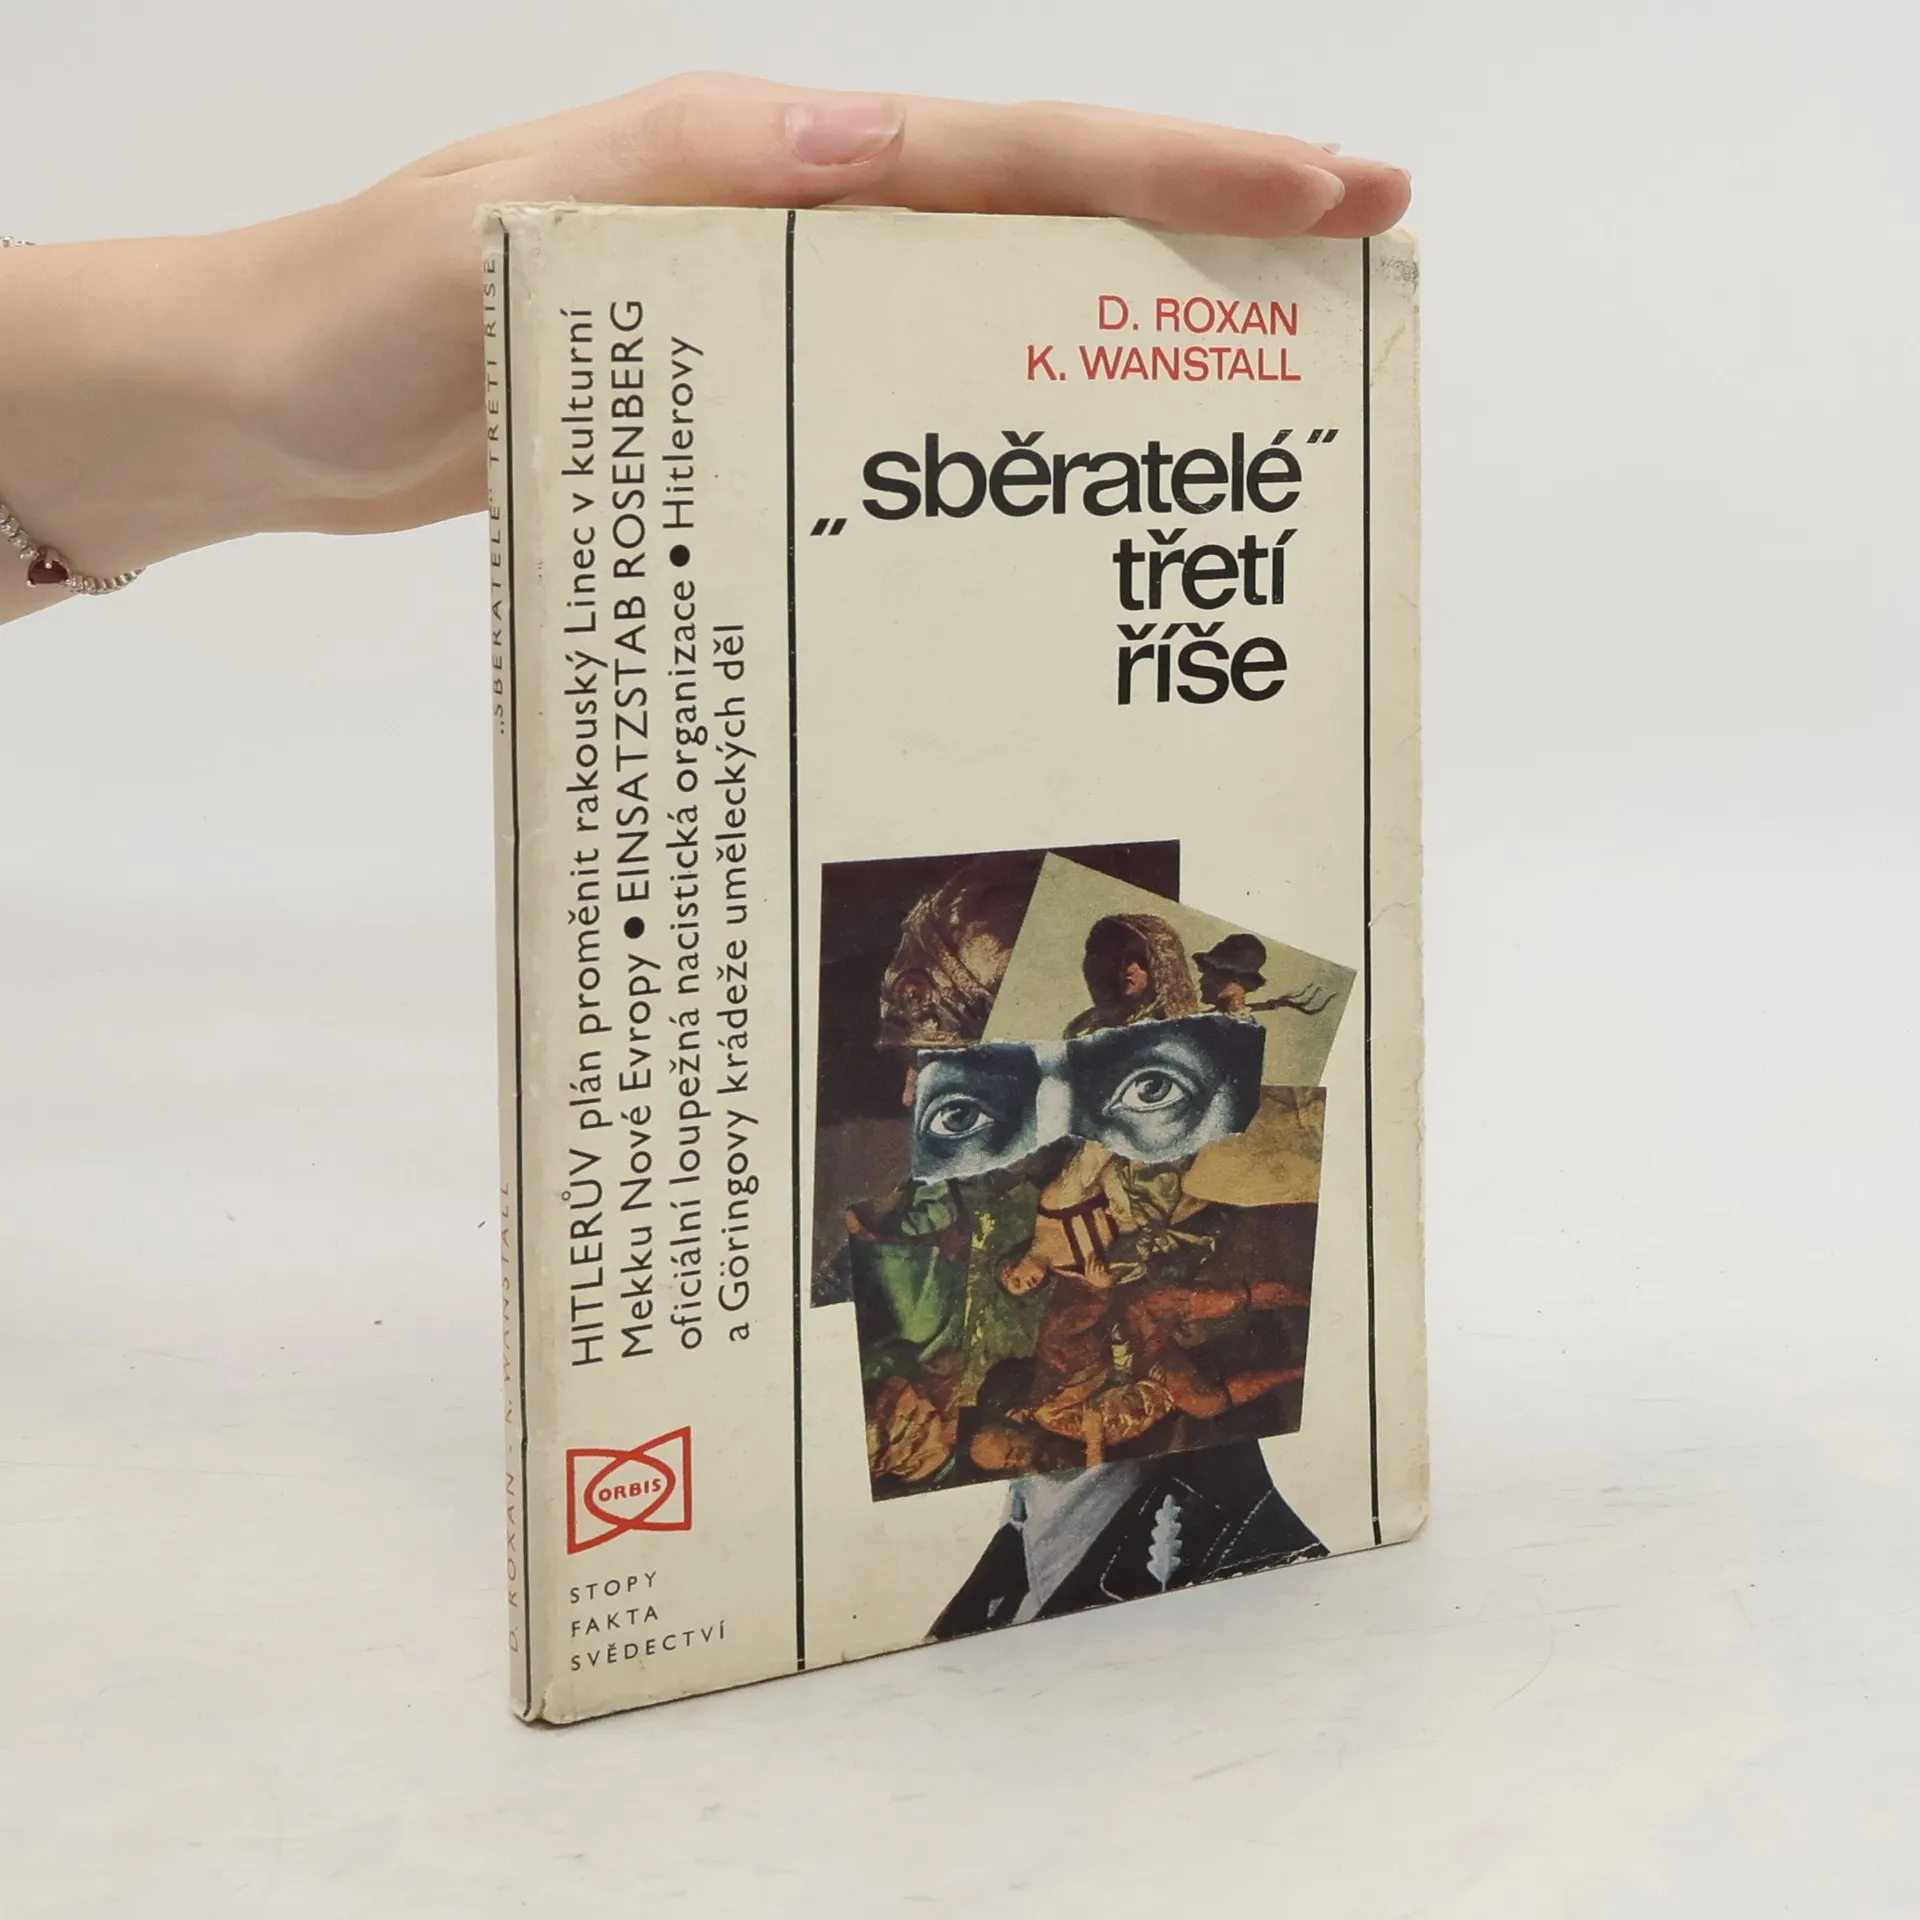 D. ROXAN
K. WANSTALL
„sběratelé"
třetí
říše
HITLERŮV plán proměnit rakouský Linec v kulturní
Mekku Nové Evropy • EINSATZSTAB ROSENBERG
oficiální loupežná nacistická organizace • Hitlerovy
a Göringovy krádeže uměleckých děl
ORBIS
STOPY
FAKTA
SVĚDECTVÍ
D. ROXAN - K. WANSTALL „SBĚRATELÉ" TŘETÍ ŘÍŠE